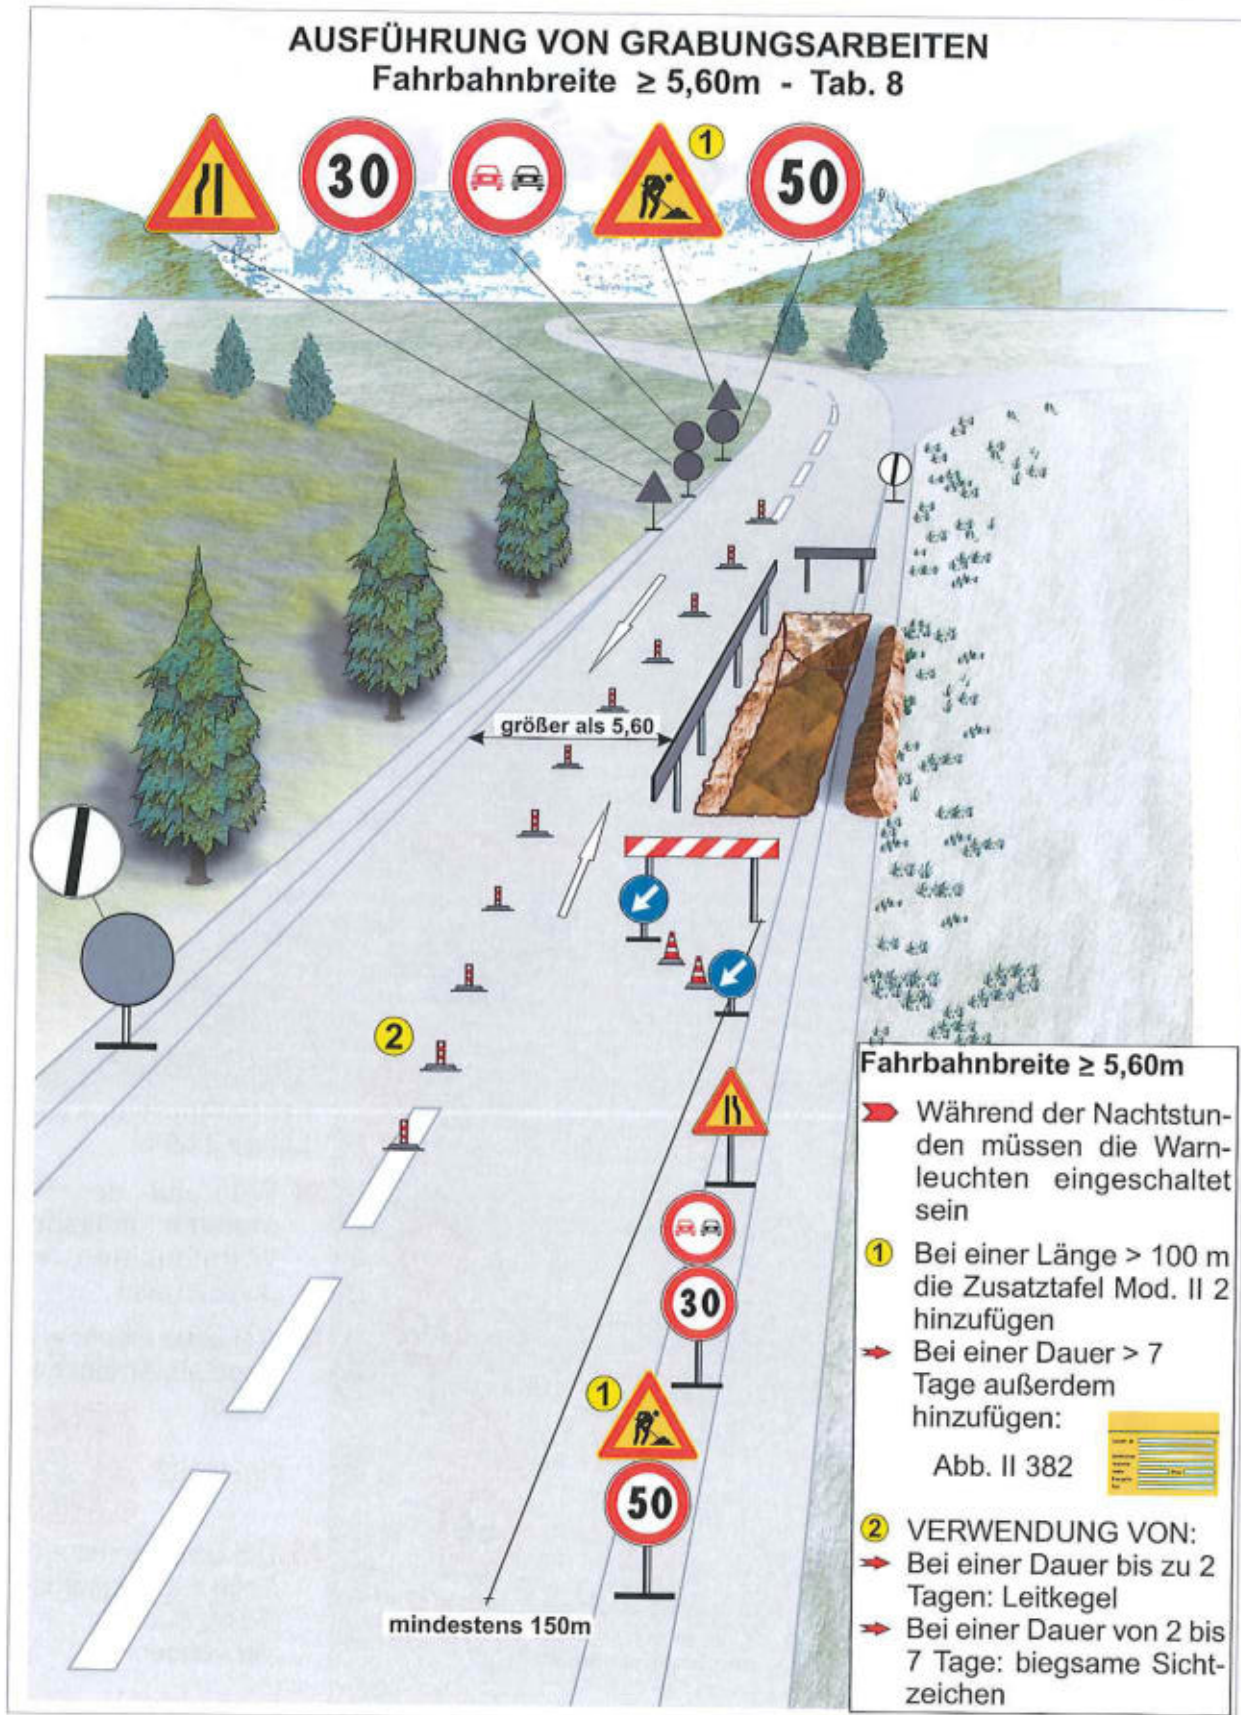 AUSFÜHRUNG VON GRABUNGSARBEITEN
Fahrbahnbreite ≥ 5,60m - Tab. 8
30
1
50
größer als 5,60
2
30
1
50
mindestens 150m
Fahrbahnbreite ≥ 5,60m
Während der Nachtstun-
den müssen die Warn-
leuchten eingeschaltet
sein
1 Bei einer Länge > 100 m
die Zusatztafel Mod. II 2
hinzufügen
Bei einer Dauer > 7
Tage außerdem
hinzufügen:
Abb. II 382
2 VERWENDUNG VON:
Bei einer Dauer bis zu 2
Tagen: Leitkegel
Bei einer Dauer von 2 bis
7 Tage: biegsame Sicht-
zeichen